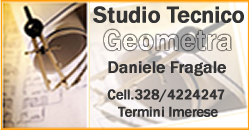 Studio Tecnico
Geometra
Daniele Fragale
Cell.328/4224247
Termini Imerese